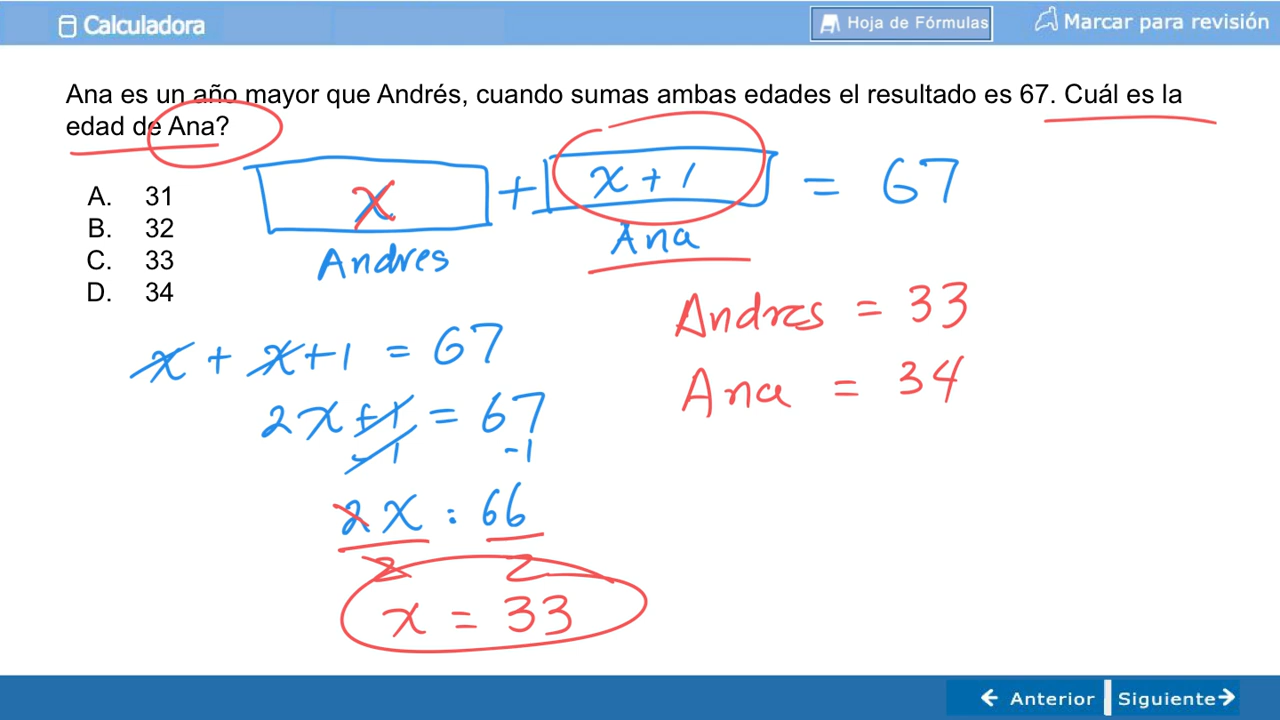 Calculadora
Hoja de Fórmulas
Marcar para revisión
Ana es un año mayor que Andrés, cuando sumas ambas edades el resultado es 67. Cuál es la
edad de Ana?
A. 31
B. 32
C. 33
D. 34
x + x + 1 = 67
Andres Ana
Andres = 33
Ana = 34
x + x + 1 = 67
2x + 1 = 67
-1 -1
2x : 66
2 2
x = 33
Anterior
Siguiente